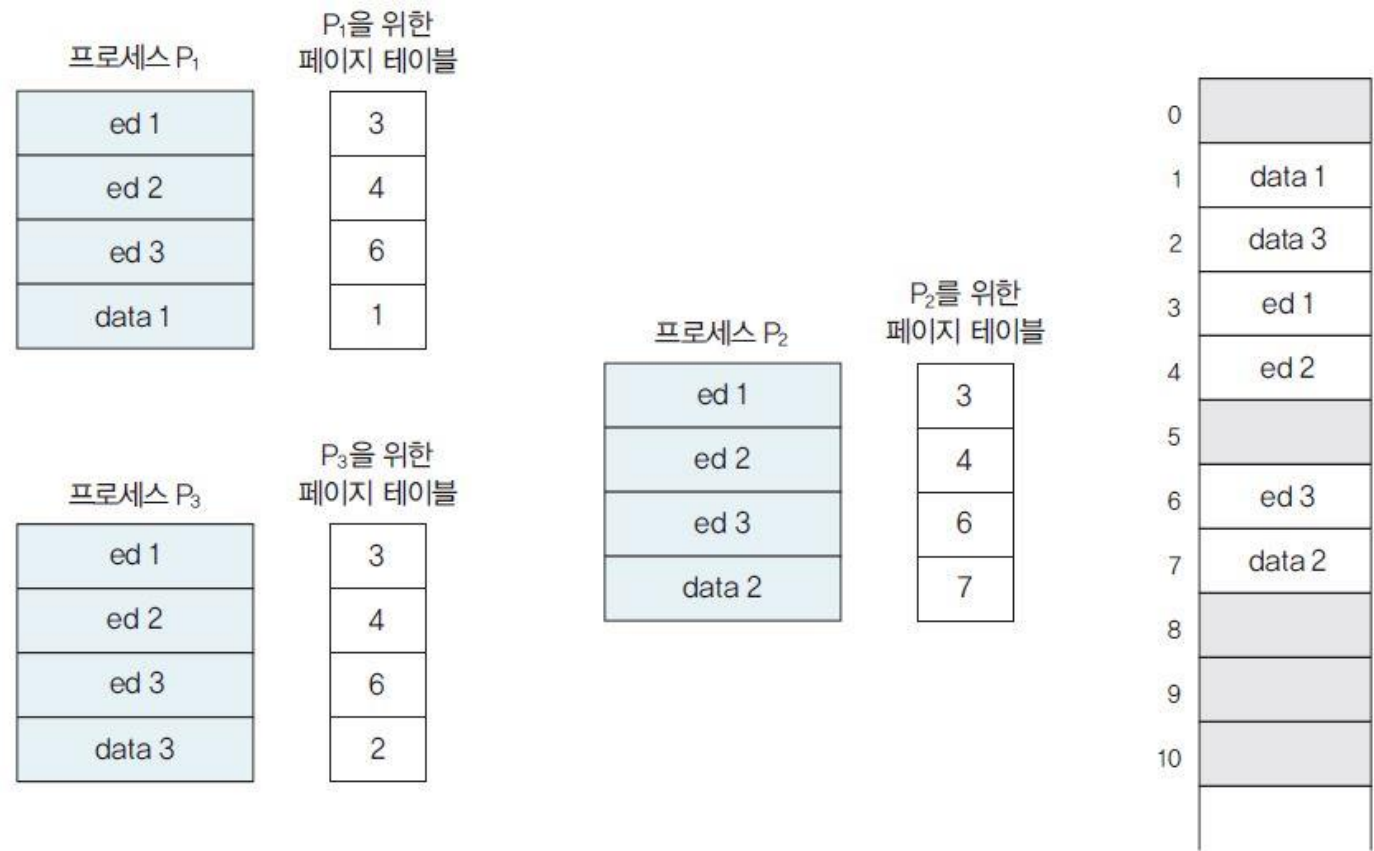 프로세스 P₁
P₁을 위한
페이지 테이블
ed 1
3
ed 2
4
ed 3
6
data 1
1
프로세스 P₃
P₃을 위한
페이지 테이블
ed 1
3
ed 2
4
ed 3
6
data 3
2
프로세스 P₂
P₂를 위한
페이지 테이블
ed 1
3
ed 2
4
ed 3
6
data 2
7
0
1 data 1
2 data 3
3 ed 1
4 ed 2
5
6 ed 3
7 data 2
8
9
10